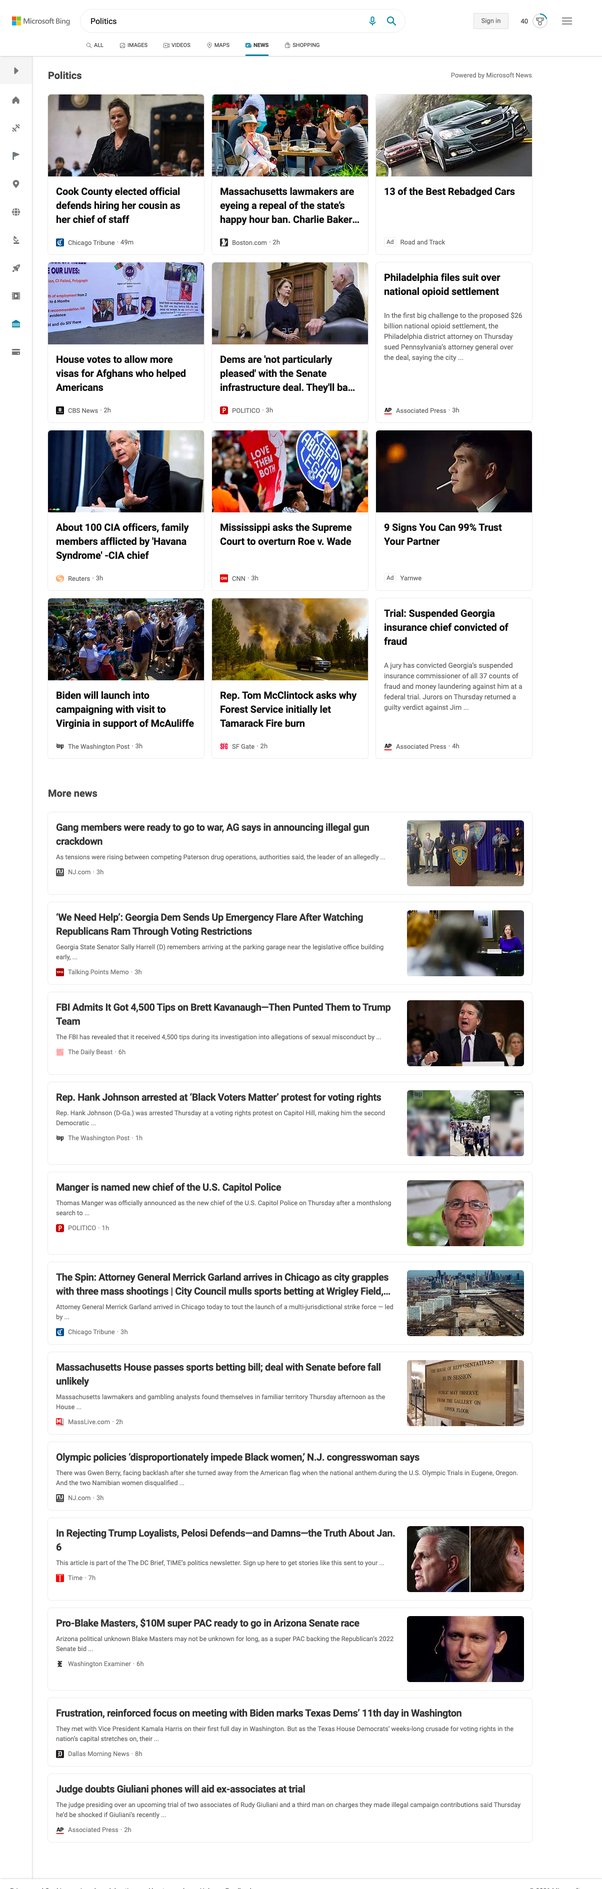 Microsoft Bing
Politics
Sign in
40
ALL
IMAGES
VIDEOS
MAPS
NEWS
SHOPPING
Politics
Powered by Microsoft News
Cook County elected official
defends hiring her cousin as
her chief of staff
Chicago Tribune · 49m
Massachusetts lawmakers are
eyeing a repeal of the state's
happy hour ban. Charlie Baker...
Boston.com · 2h
13 of the Best Rebadged Cars
Ad Road and Track
OUR LIVES:
House votes to allow more
visas for Afghans who helped
Americans
CBS News · 2h
Dems are 'not particularly
pleased' with the Senate
infrastructure deal. They'll ba...
POLITICO · 3h
Philadelphia files suit over
national opioid settlement
In the first big challenge to the proposed $26
billion national opioid settlement, the
Philadelphia district attorney on Thursday
sued Pennsylvania's attorney general over
the deal, saying the city ...
AP Associated Press · 3h
About 100 CIA officers, family
members afflicted by 'Havana
Syndrome' -CIA chief
Reuters · 3h
LOVE
THEM
BOTH
KEEP
ABORTION
LEGAL
Mississippi asks the Supreme
Court to overturn Roe v. Wade
CNN · 3h
9 Signs You Can 99% Trust
Your Partner
Ad Yarnwe
Biden will launch into
campaigning with visit to
Virginia in support of McAuliffe
wp The Washington Post · 3h
Rep. Tom McClintock asks why
Forest Service initially let
Tamarack Fire burn
SF Gate · 2h
Trial: Suspended Georgia
insurance chief convicted of
fraud
A jury has convicted Georgia's suspended
insurance commissioner of all 37 counts of
fraud and money laundering against him at a
federal trial. Jurors on Thursday returned a
guilty verdict against Jim ...
AP Associated Press · 4h
More news
Gang members were ready to go to war, AG says in announcing illegal gun
crackdown
As tensions were rising between competing Paterson drug operations, authorities said, the leader of an allegedly ...
NJ.com · 3h
'We Need Help': Georgia Dem Sends Up Emergency Flare After Watching
Republicans Ram Through Voting Restrictions
Georgia State Senator Sally Harrell (D) remembers arriving at the parking garage near the legislative office building
early, ...
Talking Points Memo · 3h
FBI Admits It Got 4,500 Tips on Brett Kavanaugh—Then Punted Them to Trump
Team
The FBI has revealed that it received 4,500 tips during its investigation into allegations of sexual misconduct by ...
The Daily Beast · 6h
Rep. Hank Johnson arrested at 'Black Voters Matter' protest for voting rights
Rep. Hank Johnson (D-Ga.) was arrested Thursday at a voting rights protest on Capitol Hill, making him the second
Democratic ...
wp The Washington Post · 1h
Manger is named new chief of the U.S. Capitol Police
Thomas Manger was officially announced as the new chief of the U.S. Capitol Police on Thursday after a monthslong
search to ...
POLITICO · 1h
The Spin: Attorney General Merrick Garland arrives in Chicago as city grapples
with three mass shootings | City Council mulls sports betting at Wrigley Field,...
Attorney General Merrick Garland arrived in Chicago today to tout the launch of a multi-jurisdictional strike force — led
by ...
Chicago Tribune · 3h
Massachusetts House passes sports betting bill; deal with Senate before fall
unlikely
Massachusetts lawmakers and gambling analysts found themselves in familiar territory Thursday afternoon as the
House ...
MassLive.com · 2h
Olympic policies 'disproportionately impede Black women,' N.J. congresswoman says
There was Gwen Berry, facing backlash after she turned away from the American flag when the national anthem during the U.S. Olympic Trials in Eugene, Oregon.
And the two Namibian women disqualified ...
NJ.com · 3h
In Rejecting Trump Loyalists, Pelosi Defends—and Damns—the Truth About Jan.
6
This article is part of the The DC Brief, TIME's politics newsletter. Sign up here to get stories like this sent to your ...
Time · 7h
Pro-Blake Masters, $10M super PAC ready to go in Arizona Senate race
Arizona political unknown Blake Masters may not be unknown for long, as a super PAC backing the Republican's 2022
Senate bid ...
Washington Examiner · 6h
Frustration, reinforced focus on meeting with Biden marks Texas Dems' 11th day in Washington
They met with Vice President Kamala Harris on their first full day in Washington. But as the Texas House Democrats' weeks-long crusade for voting rights in the
nation's capital stretches on, their ...
Dallas Morning News · 8h
Judge doubts Giuliani phones will aid ex-associates at trial
The judge presiding over an upcoming trial of two associates of Rudy Giuliani and a third man on charges they made illegal campaign contributions said Thursday
he'd be shocked if Giuliani's recently ...
AP Associated Press · 2h